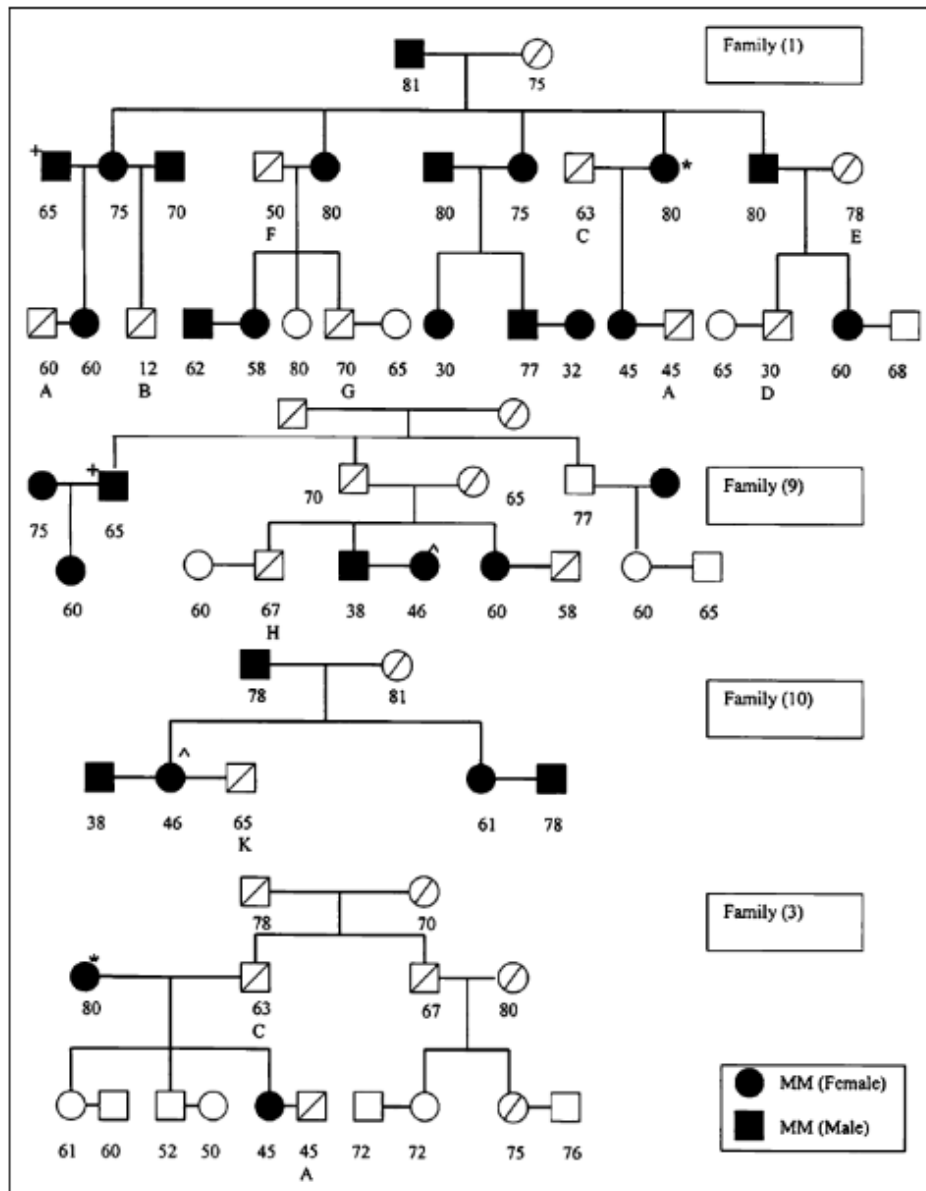 Family (1)
81 75
+ *
65 75 70 50 80 80 75 63 80 80 78
F C E
60 60 12 62 58 80 70 65 30 77 32 45 45 65 30 60 68
A B G A D
+
Family (9)
70 65 77
75 65
^
60 60 67 38 46 60 58 60 65
H
Family (10)
78 81
^
38 46 65 61 78
K
Family (3)
78 70
*
80 63 67 80
C
MM (Female)
MM (Male)
61 60 52 50 45 45 72 72 75 76
A